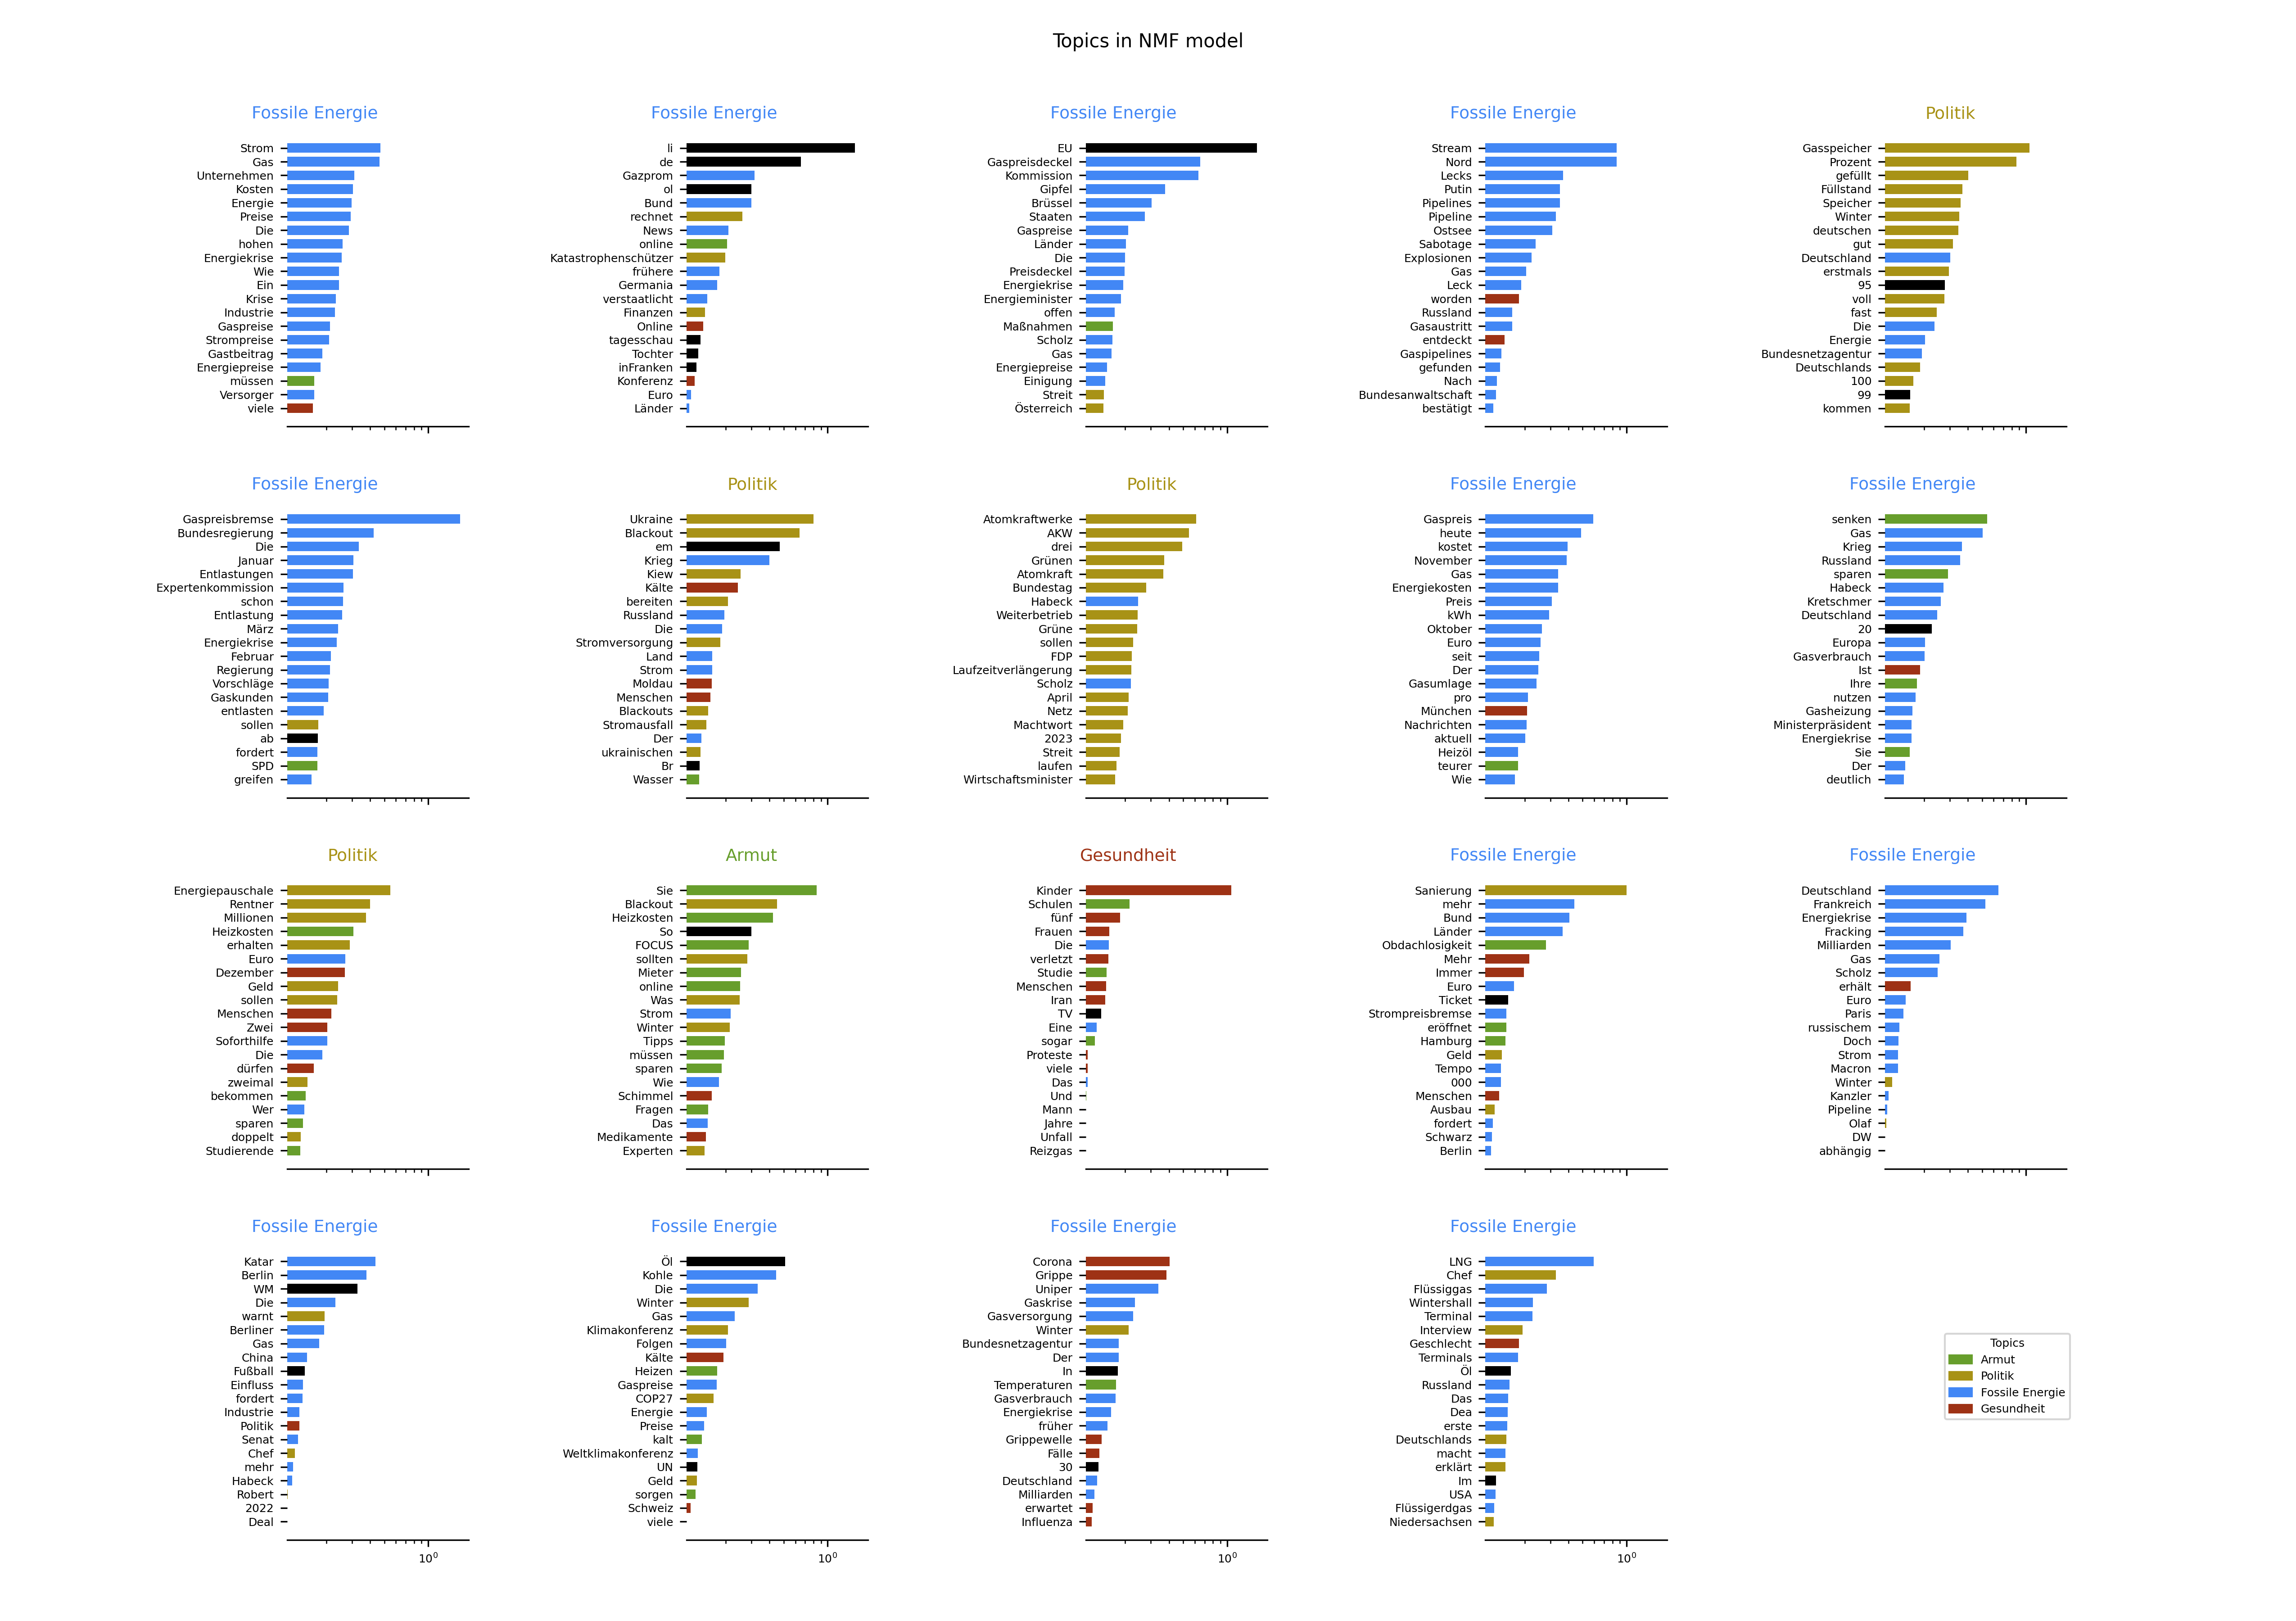 Topics in NMF model
Fossile Energie
Strom
Gas
Unternehmen
Kosten
Energie
Preise
Die
hohen
Energiekrise
Wie
Ein
Krise
Industrie
Gaspreise
Strompreise
Gastbeitrag
Energiepreise
müssen
Versorger
viele
Fossile Energie
li
de
Gazprom
ol
Bund
rechnet
News
online
Katastrophenschützer
frühere
Germania
verstaatlicht
Finanzen
Online
tagesschau
Tochter
inFranken
Konferenz
Euro
Länder
Fossile Energie
EU
Gaspreisdeckel
Kommission
Gipfel
Brüssel
Staaten
Gaspreise
Länder
Die
Preisdeckel
Energiekrise
Energieminister
offen
Maßnahmen
Scholz
Gas
Energiepreise
Einigung
Streit
Österreich
Fossile Energie
Stream
Nord
Lecks
Putin
Pipelines
Pipeline
Ostsee
Sabotage
Explosionen
Gas
Leck
worden
Russland
Gasaustritt
entdeckt
Gaspipelines
gefunden
Nach
Bundesanwaltschaft
bestätigt
Politik
Gasspeicher
Prozent
gefüllt
Füllstand
Speicher
Winter
deutschen
gut
Deutschland
erstmals
95
voll
fast
Die
Energie
Bundesnetzagentur
Deutschlands
100
99
kommen
Fossile Energie
Gaspreisbremse
Bundesregierung
Die
Januar
Entlastungen
Expertenkommission
schon
Entlastung
März
Energiekrise
Februar
Regierung
Vorschläge
Gaskunden
entlasten
sollen
ab
fordert
SPD
greifen
Politik
Ukraine
Blackout
em
Krieg
Kiew
Kälte
bereiten
Russland
Die
Stromversorgung
Land
Strom
Moldau
Menschen
Blackouts
Stromausfall
Der
ukrainischen
Br
Wasser
Politik
Atomkraftwerke
AKW
drei
Grünen
Atomkraft
Bundestag
Habeck
Weiterbetrieb
Grüne
sollen
FDP
Laufzeitverlängerung
Scholz
April
Netz
Machtwort
2023
Streit
laufen
Wirtschaftsminister
Fossile Energie
Gaspreis
heute
kostet
November
Gas
Energiekosten
Preis
kWh
Oktober
Euro
seit
Der
Gasumlage
pro
München
Nachrichten
aktuell
Heizöl
teurer
Wie
Fossile Energie
senken
Gas
Krieg
Russland
sparen
Habeck
Kretschmer
Deutschland
20
Europa
Gasverbrauch
Ist
Ihre
nutzen
Gasheizung
Ministerpräsident
Energiekrise
Sie
Der
deutlich
Politik
Energiepauschale
Rentner
Millionen
Heizkosten
erhalten
Euro
Dezember
Geld
sollen
Menschen
Zwei
Soforthilfe
Die
dürfen
zweimal
bekommen
Wer
sparen
doppelt
Studierende
Armut
Sie
Blackout
Heizkosten
So
FOCUS
sollten
Mieter
online
Was
Strom
Winter
Tipps
müssen
sparen
Wie
Schimmel
Fragen
Das
Medikamente
Experten
Gesundheit
Kinder
Schulen
fünf
Frauen
Die
verletzt
Studie
Menschen
Iran
TV
Eine
sogar
Proteste
viele
Das
Und
Mann
Jahre
Unfall
Reizgas
Fossile Energie
Sanierung
mehr
Bund
Länder
Obdachlosigkeit
Mehr
Immer
Euro
Ticket
Strompreisbremse
eröffnet
Hamburg
Geld
Tempo
000
Menschen
Ausbau
fordert
Schwarz
Berlin
Fossile Energie
Deutschland
Frankreich
Energiekrise
Fracking
Milliarden
Gas
Scholz
erhält
Euro
Paris
russischem
Doch
Strom
Macron
Winter
Kanzler
Pipeline
Olaf
DW
abhängig
Fossile Energie
Katar
Berlin
WM
Die
warnt
Berliner
Gas
China
Fußball
Einfluss
fordert
Industrie
Politik
Senat
Chef
mehr
Habeck
Robert
2022
Deal
10⁰
Fossile Energie
Öl
Kohle
Die
Winter
Gas
Klimakonferenz
Folgen
Kälte
Heizen
Gaspreise
COP27
Energie
Preise
kalt
Weltklimakonferenz
UN
Geld
sorgen
Schweiz
viele
10⁰
Fossile Energie
Corona
Grippe
Uniper
Gaskrise
Gasversorgung
Winter
Bundesnetzagentur
Der
In
Temperaturen
Gasverbrauch
Energiekrise
früher
Grippewelle
Fälle
30
Deutschland
Milliarden
erwartet
Influenza
10⁰
Fossile Energie
LNG
Chef
Flüssiggas
Wintershall
Terminal
Interview
Geschlecht
Terminals
Öl
Russland
Das
Dea
erste
Deutschlands
macht
erklärt
Im
USA
Flüssigerdgas
Niedersachsen
10⁰
Topics
Armut
Politik
Fossile Energie
Gesundheit